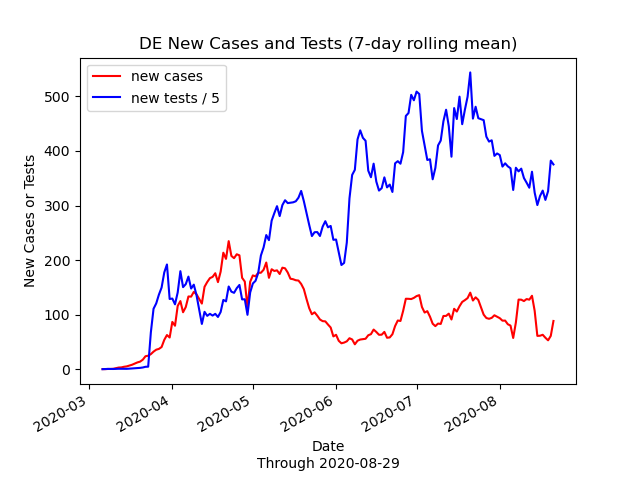 DE New Cases and Tests (7-day rolling mean)
new cases
new tests / 5
New Cases or Tests
500
400
300
200
100
0
2020-03
2020-04
2020-05
2020-06
2020-07
2020-08
Date
Through 2020-08-29